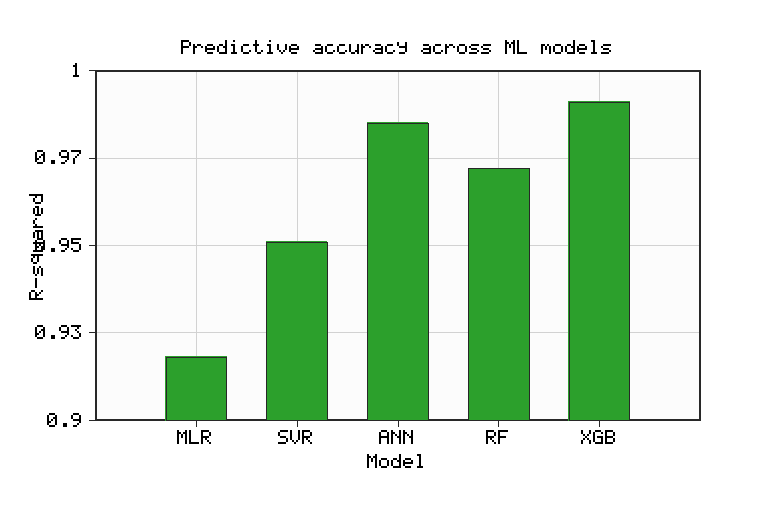 Predictive accuracy across ML models
1
0.97
0.95
0.93
0.9
R-squared
MLR SVR ANN RF XGB
Model